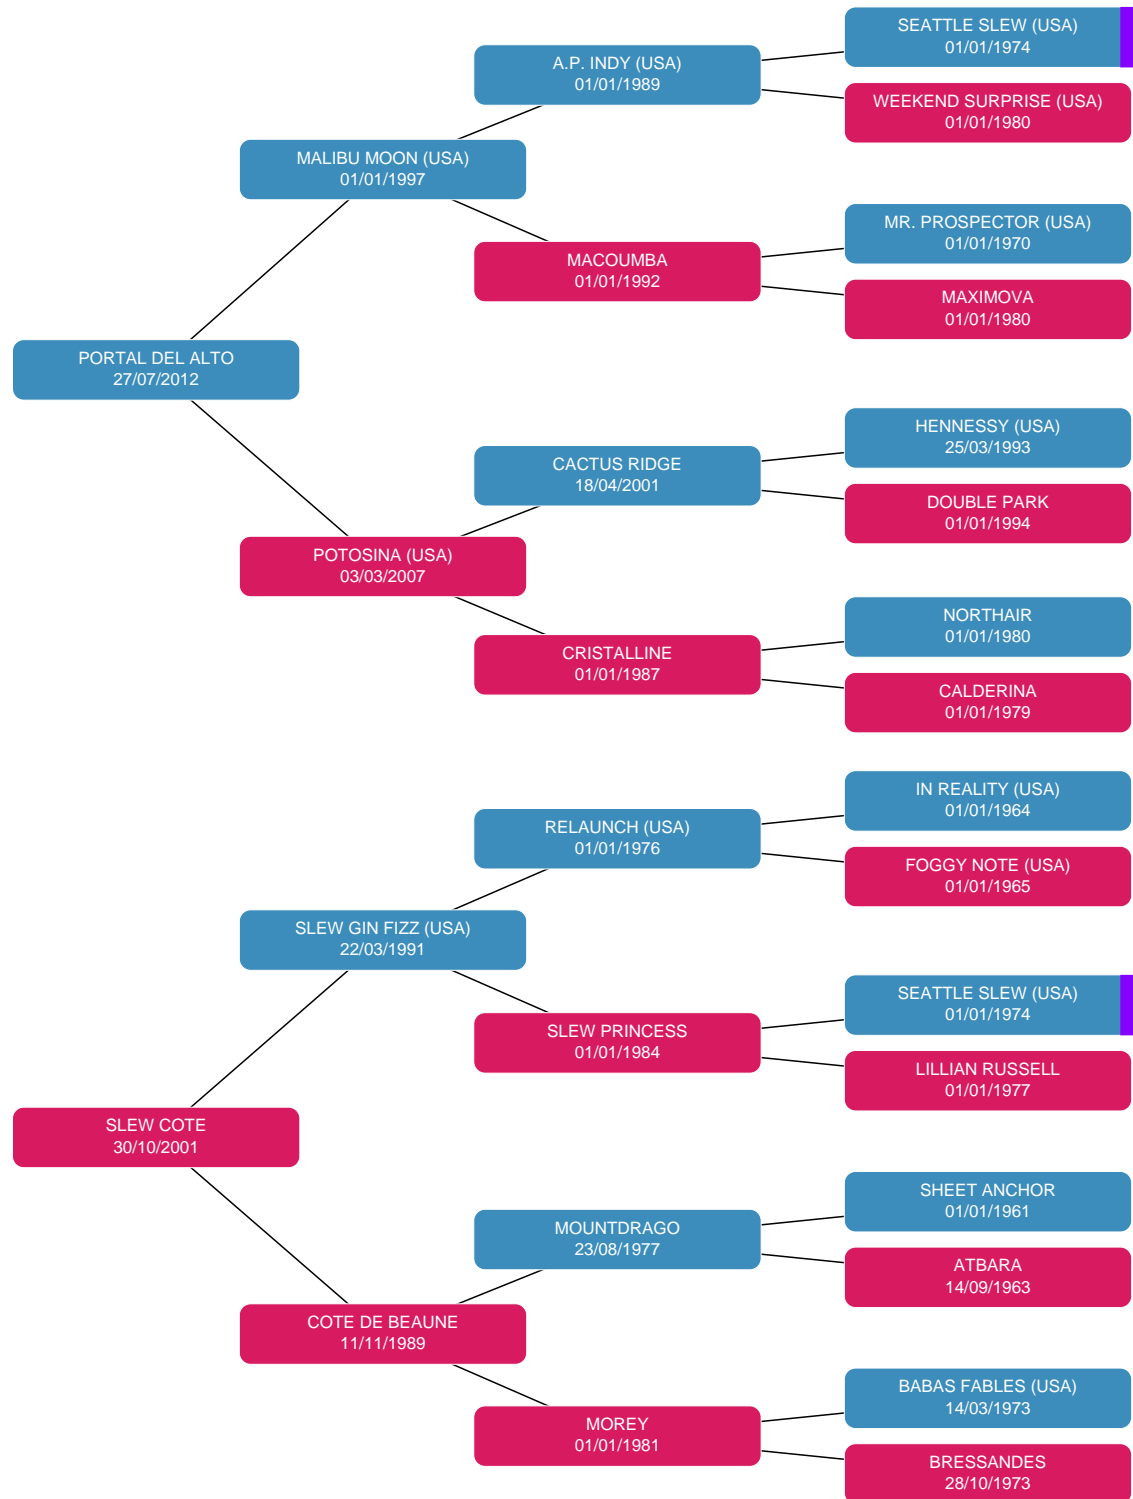 SEATTLE SLEW (USA)
01/01/1974
A.P. INDY (USA)
01/01/1989
WEEKEND SURPRISE (USA)
01/01/1980
MALIBU MOON (USA)
01/01/1997
MR. PROSPECTOR (USA)
01/01/1970
MACOUMBA
01/01/1992
MAXIMOVA
01/01/1980
PORTAL DEL ALTO
27/07/2012
HENNESSY (USA)
25/03/1993
CACTUS RIDGE
18/04/2001
DOUBLE PARK
01/01/1994
POTOSINA (USA)
03/03/2007
NORTHAIR
01/01/1980
CRISTALLINE
01/01/1987
CALDERINA
01/01/1979
IN REALITY (USA)
01/01/1964
RELAUNCH (USA)
01/01/1976
FOGGY NOTE (USA)
01/01/1965
SLEW GIN FIZZ (USA)
22/03/1991
SEATTLE SLEW (USA)
01/01/1974
SLEW PRINCESS
01/01/1984
LILLIAN RUSSELL
01/01/1977
SLEW COTE
30/10/2001
SHEET ANCHOR
01/01/1961
MOUNTDRAGO
23/08/1977
ATBARA
14/09/1963
COTE DE BEAUNE
11/11/1989
BABAS FABLES (USA)
14/03/1973
MOREY
01/01/1981
BRESSANDES
28/10/1973